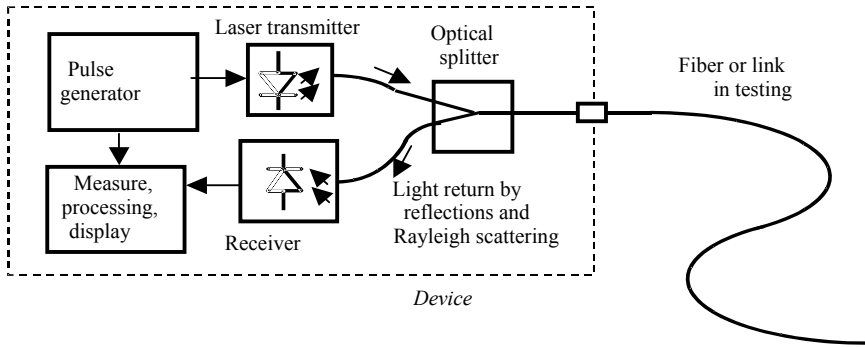 Laser transmitter
Optical
splitter
Pulse
generator
Fiber or link
in testing
Measure,
processing,
display
Receiver
Light return by
reflections and
Rayleigh scattering
Device